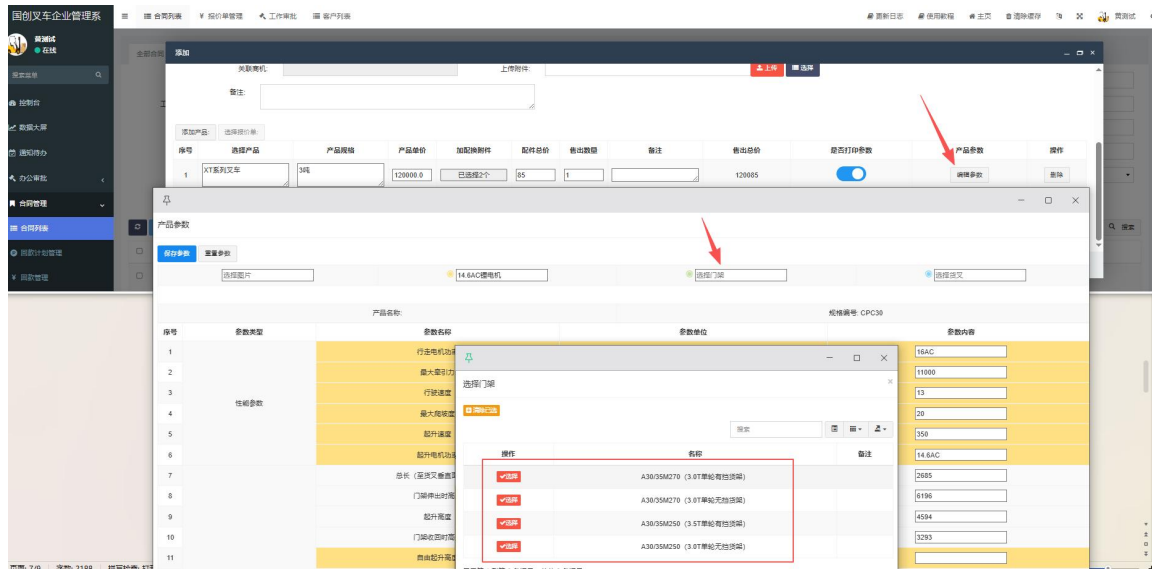 国创叉车企业管理系
合同列表 ¥ 报价单管理 工作审批 客户列表
更新日志 使用教程 主页 清除缓存 黄测试
黄测试
在线
搜索菜单
控制台
数据大屏
通知待办
办公审批
合同管理
合同列表
回款计划管理
¥ 回款管理
添加
关联商机: 上传附件: 上传 选择
备注:
添加产品: 选择报价单:
序号 选择产品 产品规格 产品单价 加配换附件 配件总价 售出数量 备注 售出总价 是否打印参数 产品参数 操作
1 XT系列叉车 3吨 120000.0 已选择2个 85 1 120085 编辑参数 删除
搜索
产品参数
保存参数 重置参数
选择图片 14.6AC锂电机 选择门架 选择货叉
产品名称: 规格编号: CPC30
序号 参数类型 参数名称 参数单位 参数内容
1 行走电机功 16AC
2 最大牵引力 11000
3 行驶速度 13
性能参数
4 最大爬坡度 20
5 起升速度 350
6 起升电机功 14.6AC
7 总长（至货叉垂直 2685
8 门架伸出时高 6196
9 起升高度 4594
10 门架收回时高 3293
11 自由起升高
选择门架
清除已选
搜索
操作 名称 备注
选择 A30/35M270（3.0T单轮有挡货架）
选择 A30/35M270（3.0T单轮无挡货架）
选择 A30/35M250（3.5T轮有挡货架）
选择 A30/35M250（3.0T单轮无挡货架）
页面: 7/9 字数: 2188